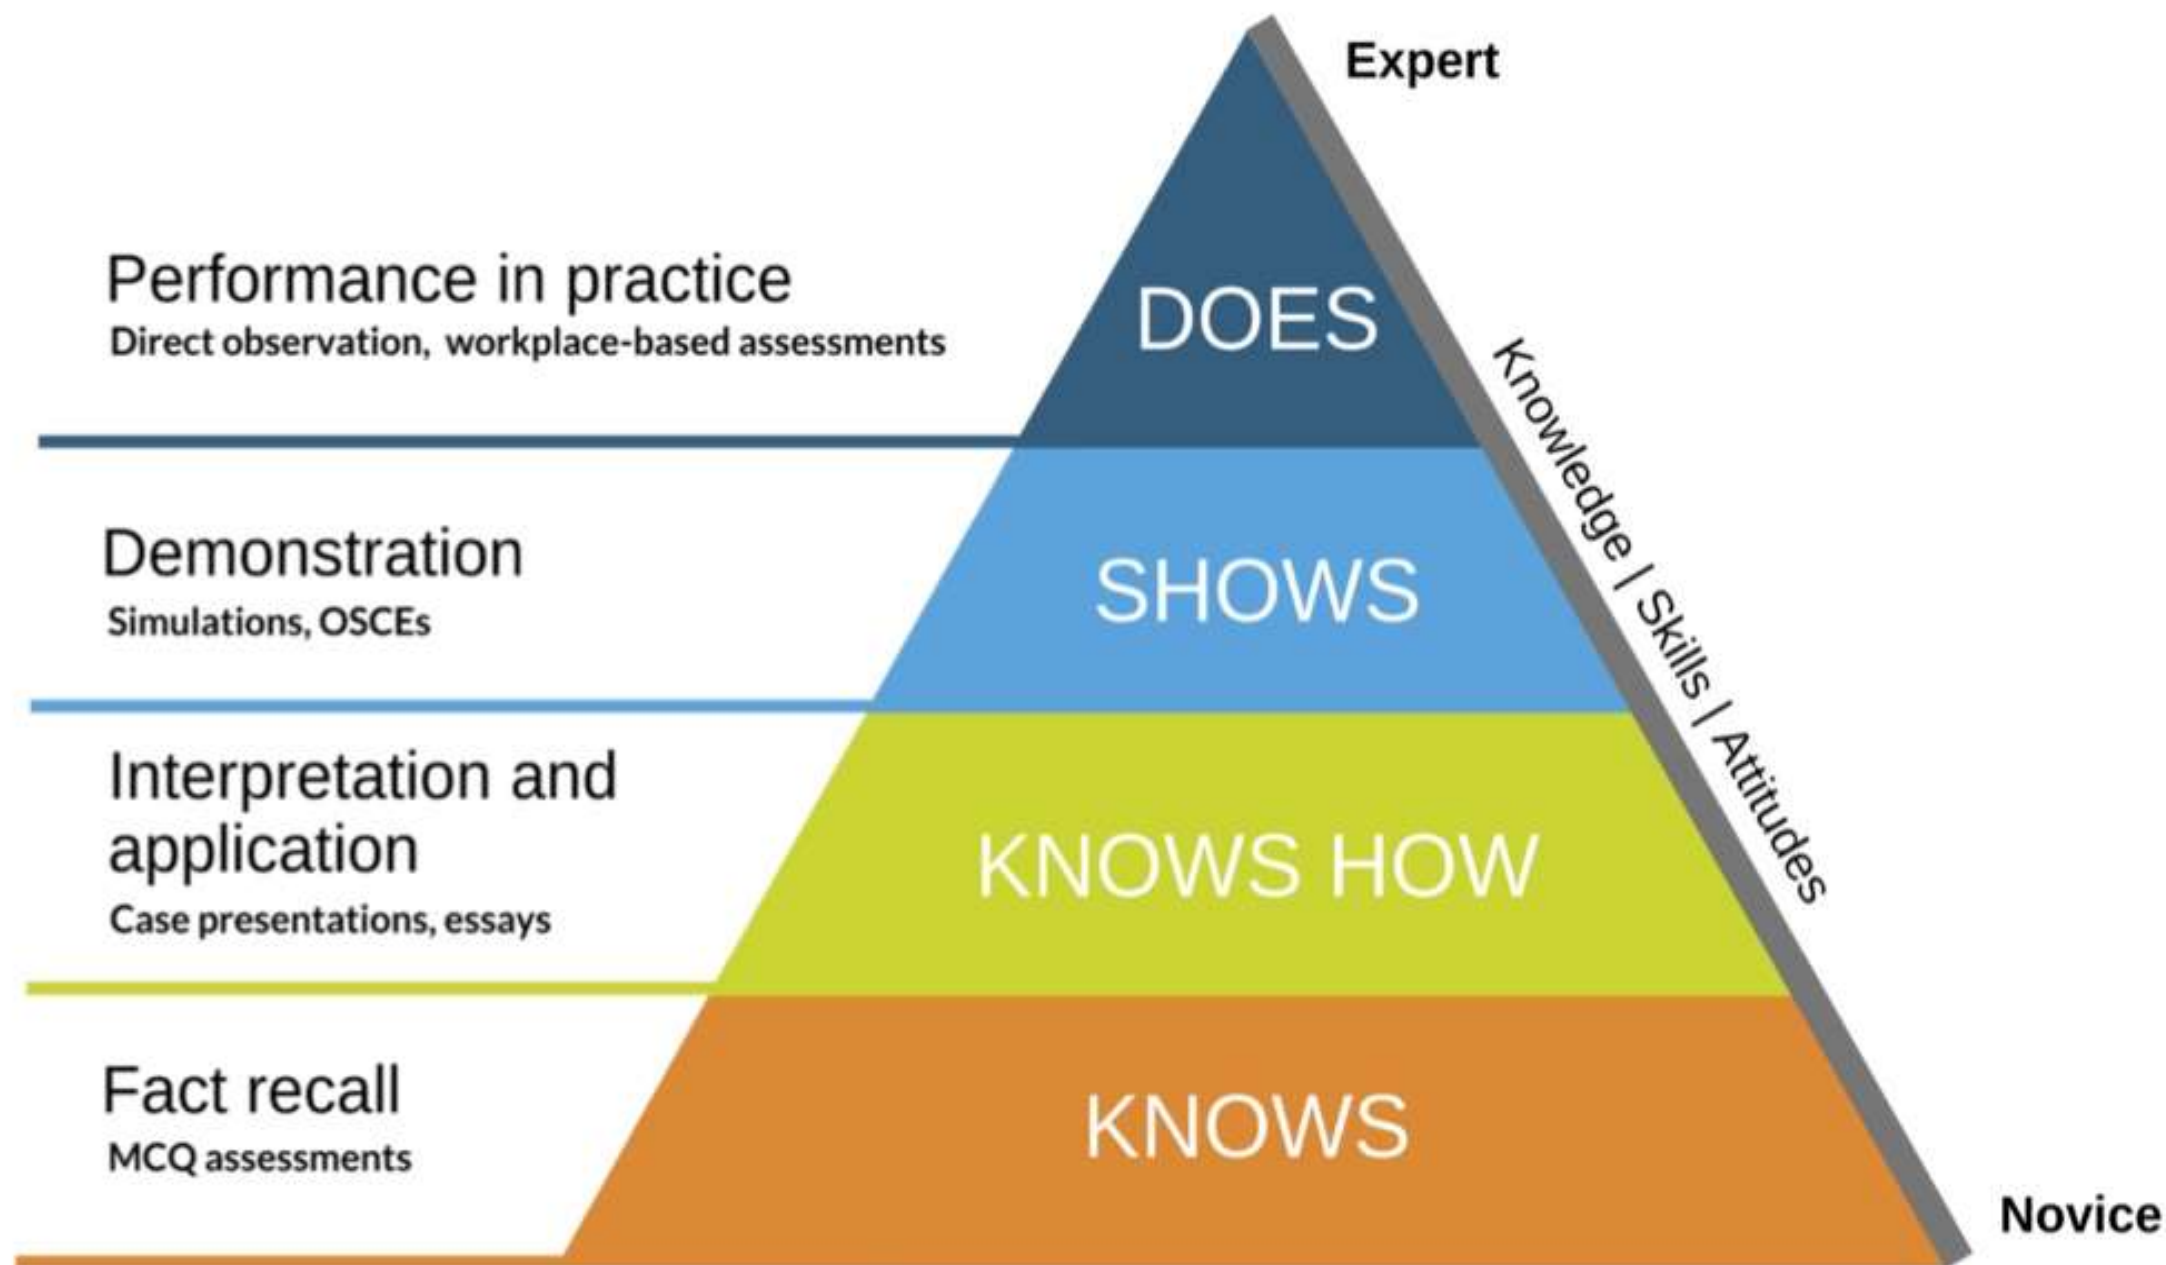 Expert
Performance in practice
Direct observation, workplace-based assessments
DOES
Knowledge | Skills | Attitudes
Demonstration
Simulations, OSCEs
SHOWS
Interpretation and
application
Case presentations, essays
KNOWS HOW
Fact recall
MCQ assessments
KNOWS
Novice